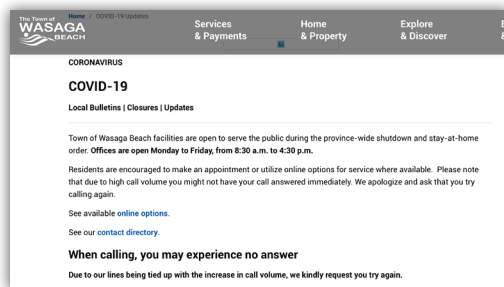 Home / COVID-19 Updates
The Town of
WASAGA
BEACH
Services
& Payments
Home
& Property
Explore
& Discover
CORONAVIRUS
COVID-19
Local Bulletins | Closures | Updates
Town of Wasaga Beach facilities are open to serve the public during the province-wide shutdown and stay-at-home
order. Offices are open Monday to Friday, from 8:30 a.m. to 4:30 p.m.
Residents are encouraged to make an appointment or utilize online options for service where available. Please note
that due to high call volume you might not have your call answered immediately. We apologize and ask that you try
calling again.
See available online options.
See our contact directory.
When calling, you may experience no answer
Due to our lines being tied up with the increase in call volume, we kindly request you try again.